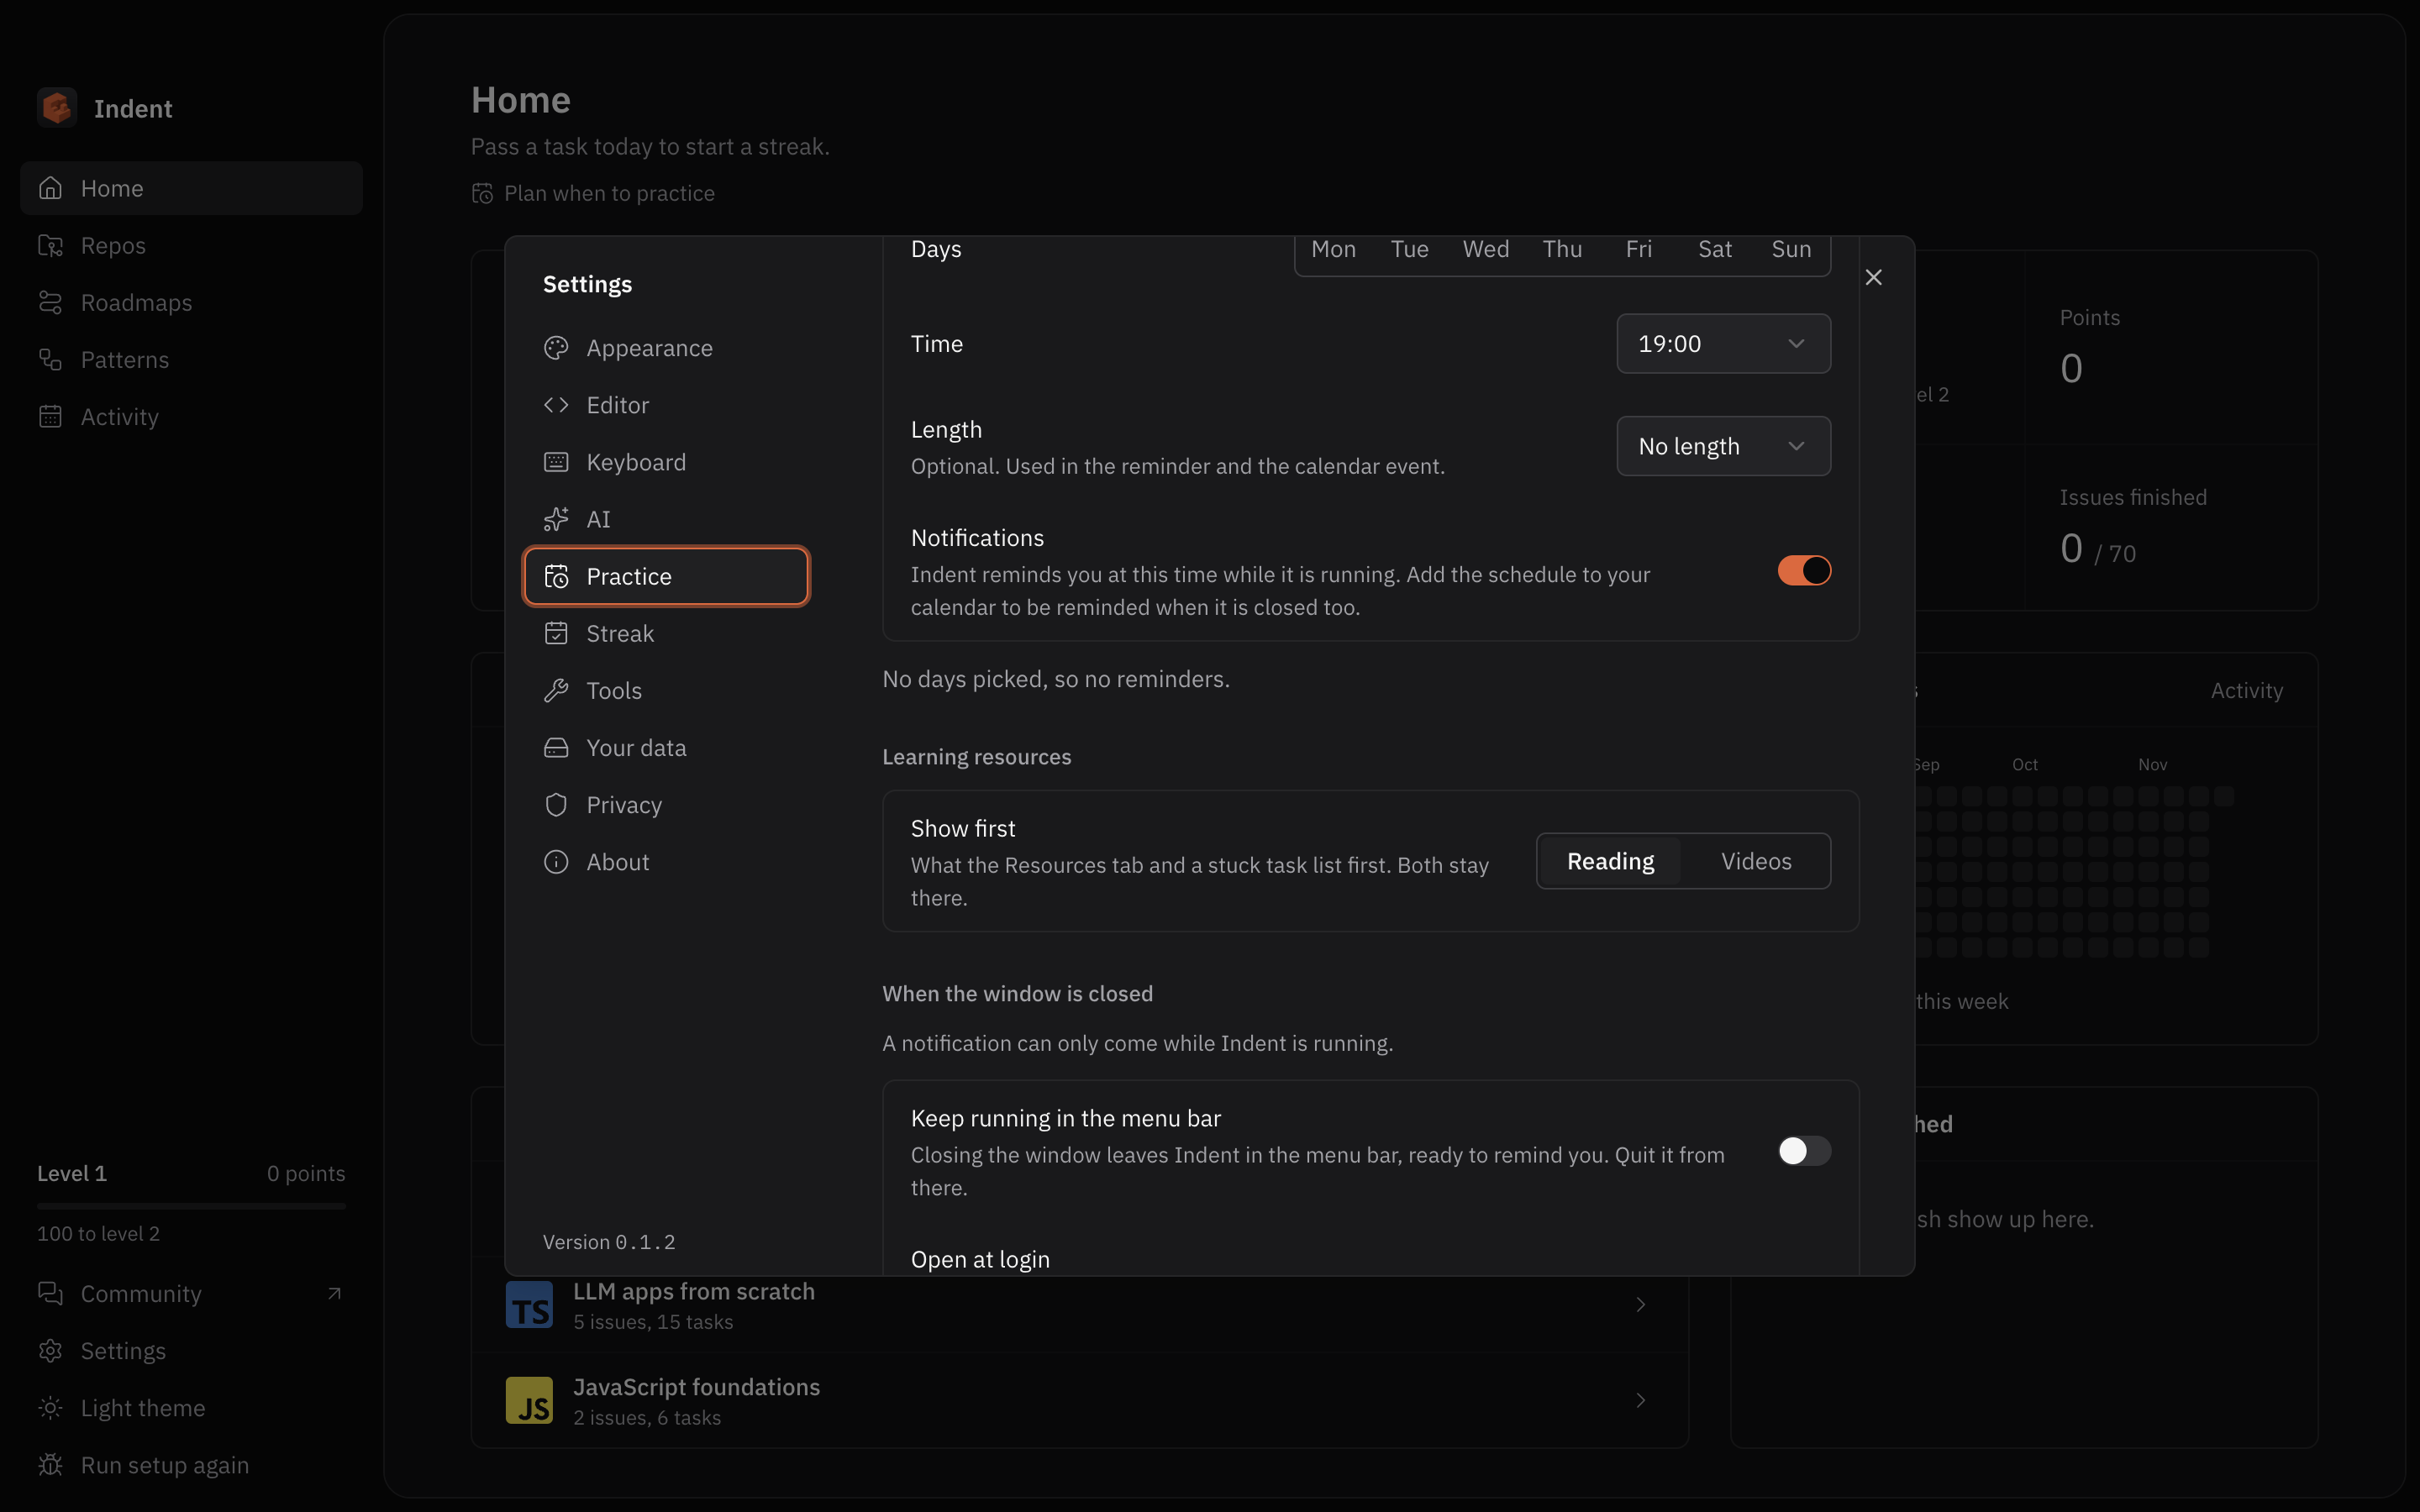 Indent
Home
Repos
Roadmaps
Patterns
Activity
Level 1
0 points
100 to level 2
Community
Settings
Light theme
Run setup again
Home
Pass a task today to start a streak.
Plan when to practice
Settings
Appearance
Editor
Keyboard
AI
Practice
Streak
Tools
Your data
Privacy
About
Version 0.1.2
Days
Mon Tue Wed Thu Fri Sat Sun
Time
19:00
Length
Optional. Used in the reminder and the calendar event.
No length
Notifications
Indent reminds you at this time while it is running. Add the schedule to your
calendar to be reminded when it is closed too.
No days picked, so no reminders.
Learning resources
Show first
What the Resources tab and a stuck task list first. Both stay
there.
Reading Videos
When the window is closed
A notification can only come while Indent is running.
Keep running in the menu bar
Closing the window leaves Indent in the menu bar, ready to remind you. Quit it from
there.
Open at login
Points
0
el 2
Issues finished
0 / 70
Activity
Sep Oct Nov
this week
hed
sh show up here.
TS
LLM apps from scratch
5 issues, 15 tasks
JS
JavaScript foundations
2 issues, 6 tasks